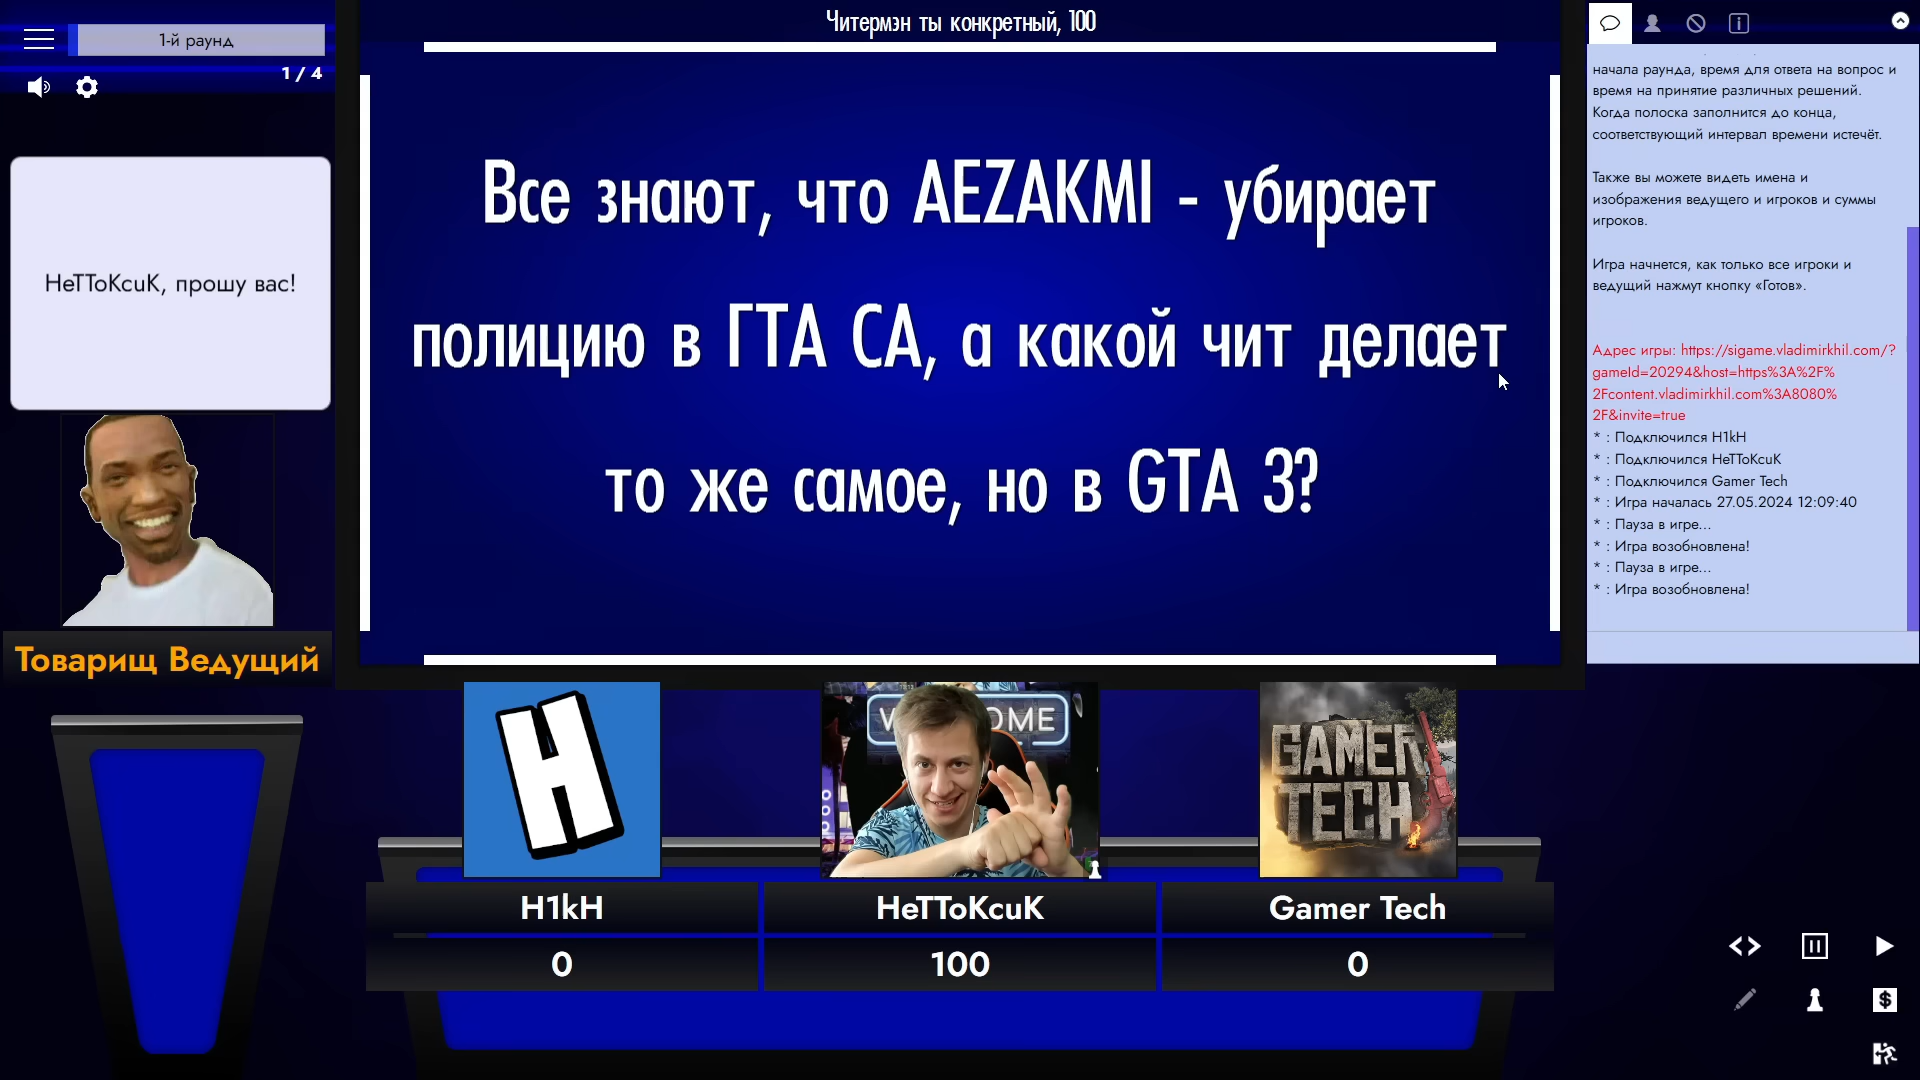 Читермэн ты конкретный, 100
1-й раунд
1 / 4
НеТТоКсuК, прошу вас!
Товарищ Ведущий
Все знают, что AEZAKMI - убирает
полицию в ГТА СА, а какой чит делает
то же самое, но в GTA 3?
начала раунда, время для ответа на вопрос и
время на принятие различных решений.
Когда полоска заполнится до конца,
соответствующий интервал времени истечёт.
Также вы можете видеть имена и
изображения ведущего и игроков и суммы
игроков.
Игра начнется, как только все игроки и
ведущий нажмут кнопку «Готов».
Адрес игры: https://sigame.vladimirkhil.com/?
gameId=20294&host=https%3A%2F%
2Fcontent.vladimirkhil.com%3A8080%
2F&invite=true
* : Подключился H1kH
* : Подключился HeTToKcuK
* : Подключился Gamer Tech
* : Игра началась 27.05.2024 12:09:40
* : Пауза в игре...
* : Игра возобновлена!
* : Пауза в игре...
* : Игра возобновлена!
H
GAMER
TECH
H1kH
HeTToKcuK
Gamer Tech
0
100
0